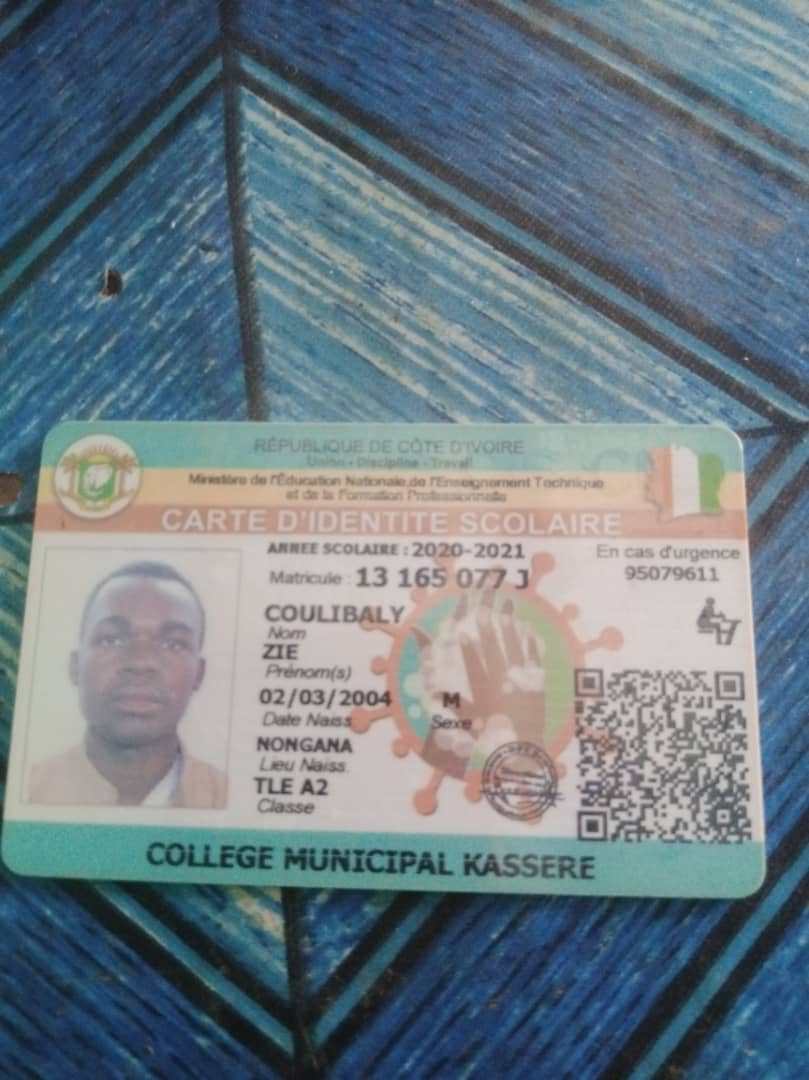 RÉPUBLIQUE DE CÔTE D'IVOIRE
Union - Discipline - Travail
Ministère de l'Éducation Nationale, de l'Enseignement Technique
et de la Formation Professionnelle
CARTE D'IDENTITE SCOLAIRE
ANNEE SCOLAIRE : 2020-2021
En cas d'urgence
95079611
Matricule : 13 165 077 J
COULIBALY
Nom
ZIE
Prénom(s)
02/03/2004 M
Date Naiss Sexe
NONGANA
Lieu Naiss.
TLE A2
Classe
COLLEGE MUNICIPAL KASSERE